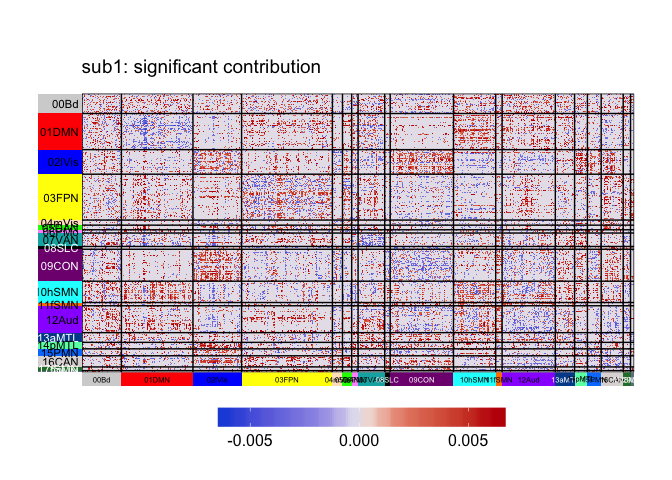 sub1: significant contribution
00Bd
01DMN
02Vis
03FPN
04mVis
07VAN
08SLC
09CON
10hSMN
11fSMN
12Aud
13aMTL
14pMTL
15PMN
16CAN
00Bd
01DMN
02Vis
03FPN
09CON
10hSMN
12Aud
-0.005
0.000
0.005